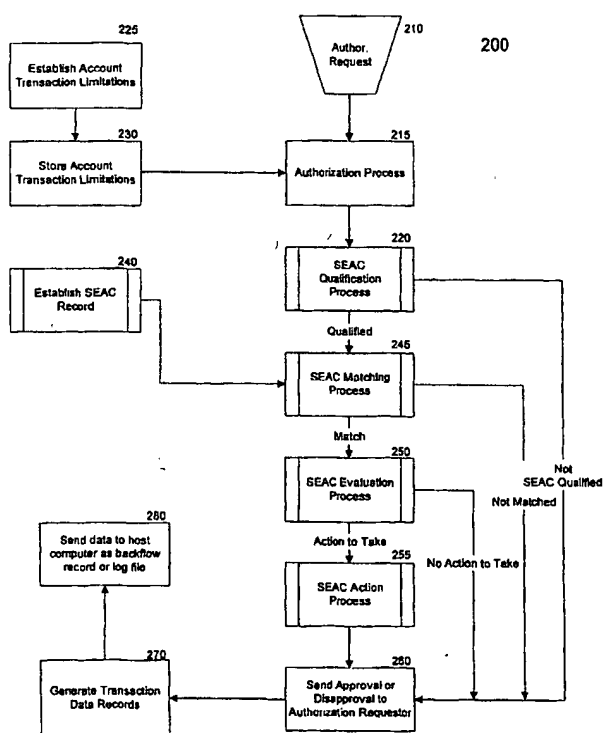 225
Establish Account
Transaction Limitations
210
Author.
Request
200
230
Store Account
Transaction Limitations
215
Authorization Process
220
SEAC
Qualification
Process
240
Establish SEAC
Record
Qualified
245
SEAC Matching
Process
Match
250
SEAC Evaluation
Process
Not
SEAC Qualified
Not Matched
280
Send data to host
computer as backflow
record or log file
Action to Take
No Action to Take
255
SEAC Action
Process
270
Generate Transaction
Data Records
260
Send Approval or
Disapproval to
Authorization Requestor